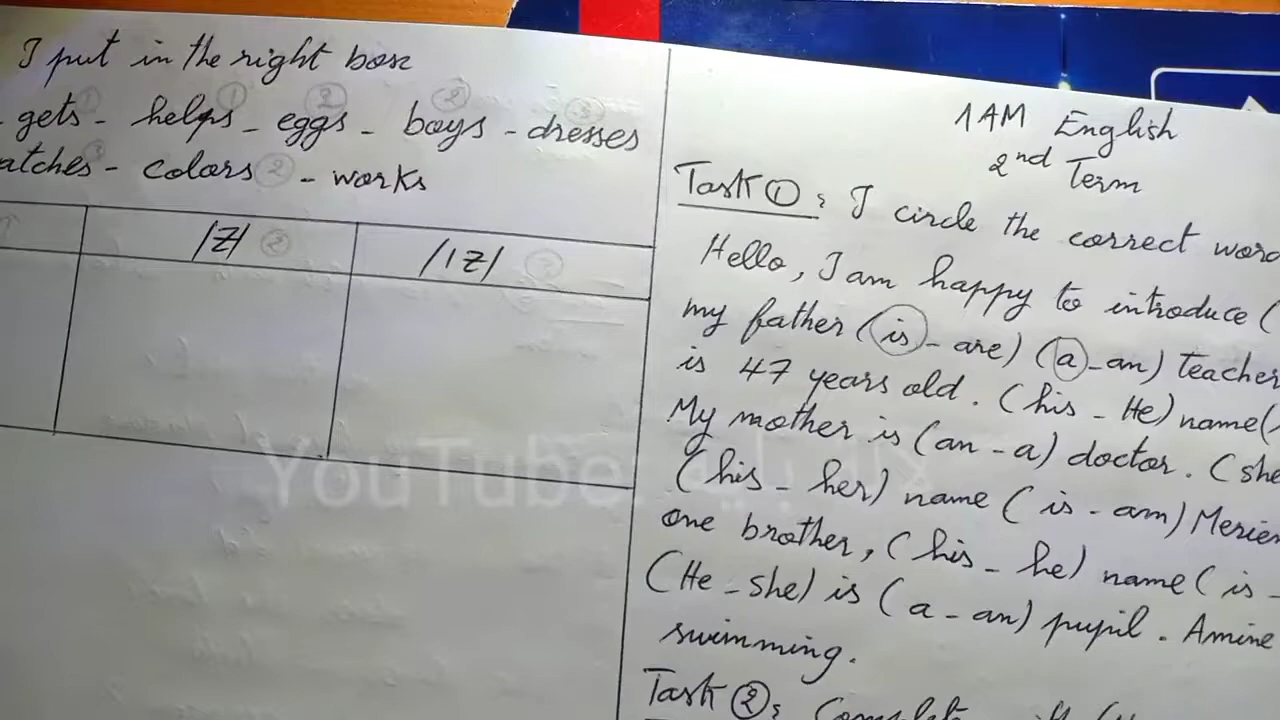 I put in the right box
gets - helps - eggs - boys - dresses
atches - colors - works
/Z/ /ız/
1AM English
2nd Term
Task 1 : I circle the correct word
Hello, I am happy to introduce (
my father (is - are) (a - an) teacher
is 47 years old. (his - He) name (
My mother is (an - a) doctor. (she
(his - her) name (is - am) Merien
one brother, (his - he) name (is -
(He - she) is (a - an) pupil. Amine
swimming.
Task 2 :
YouTube